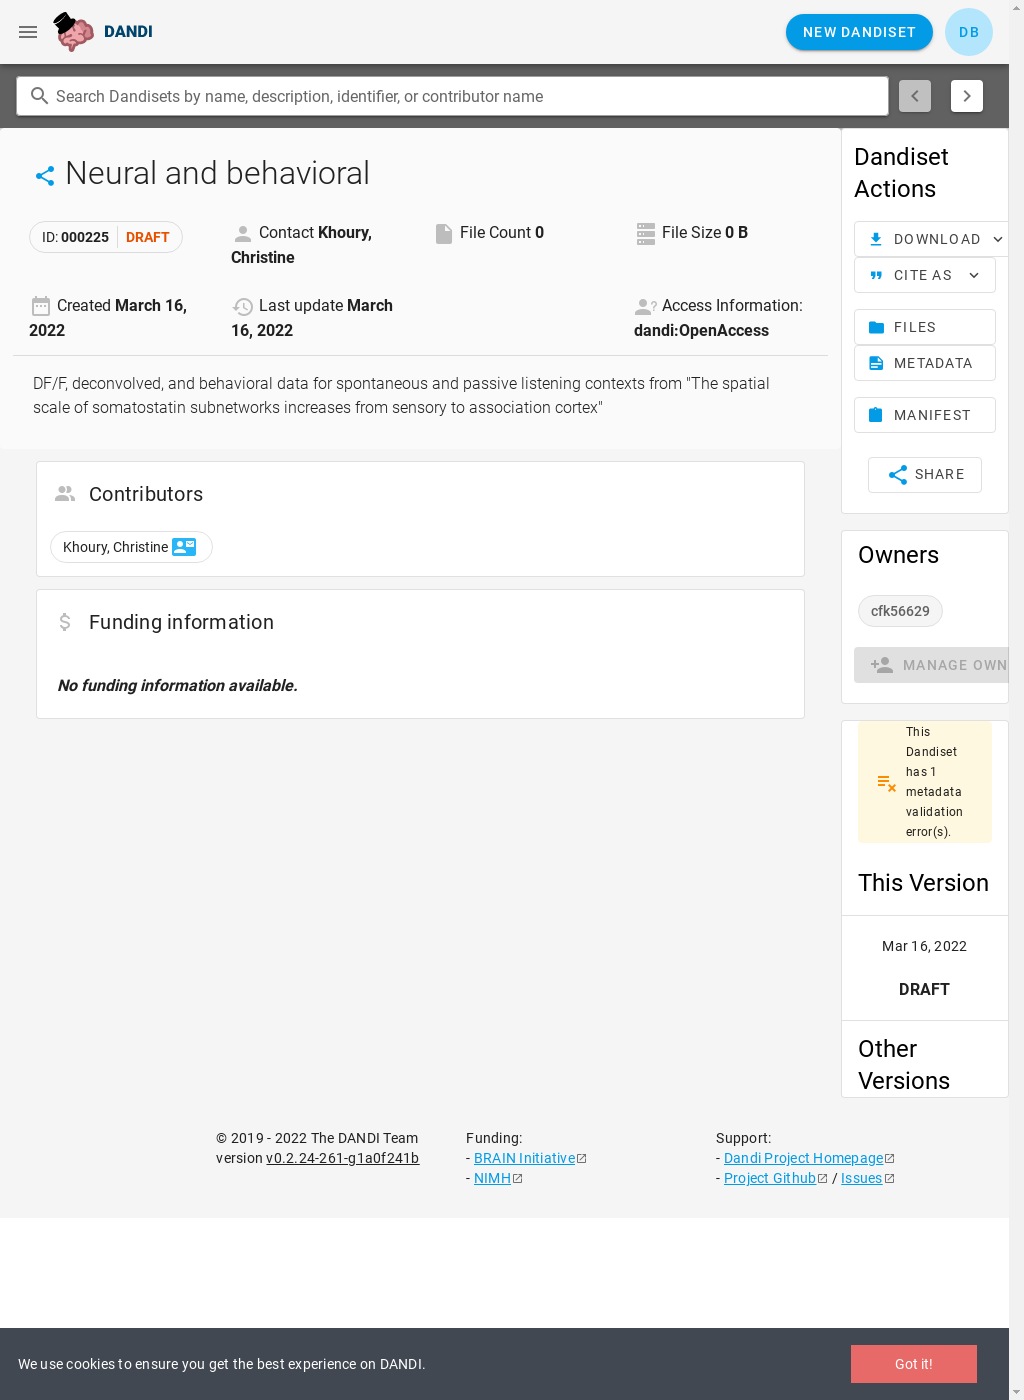 DANDI
NEW DANDISET
DB
Search Dandisets by name, description, identifier, or contributor name
Neural and behavioral
ID: 000225 DRAFT
Contact Khoury,
Christine
File Count 0
File Size 0 B
Created March 16,
2022
Last update March
16, 2022
Access Information:
dandi:OpenAccess
DF/F, deconvolved, and behavioral data for spontaneous and passive listening contexts from "The spatial
scale of somatostatin subnetworks increases from sensory to association cortex"
Contributors
Khoury, Christine
Funding information
No funding information available.
Dandiset
Actions
DOWNLOAD
CITE AS
FILES
METADATA
MANIFEST
SHARE
Owners
cfk56629
MANAGE OWN
This
Dandiset
has 1
metadata
validation
error(s).
This Version
Mar 16, 2022
DRAFT
Other
Versions
© 2019 - 2022 The DANDI Team
version v0.2.24-261-g1a0f241b
Funding:
- BRAIN Initiative
- NIMH
Support:
- Dandi Project Homepage
- Project Github / Issues
We use cookies to ensure you get the best experience on DANDI.
Got it!